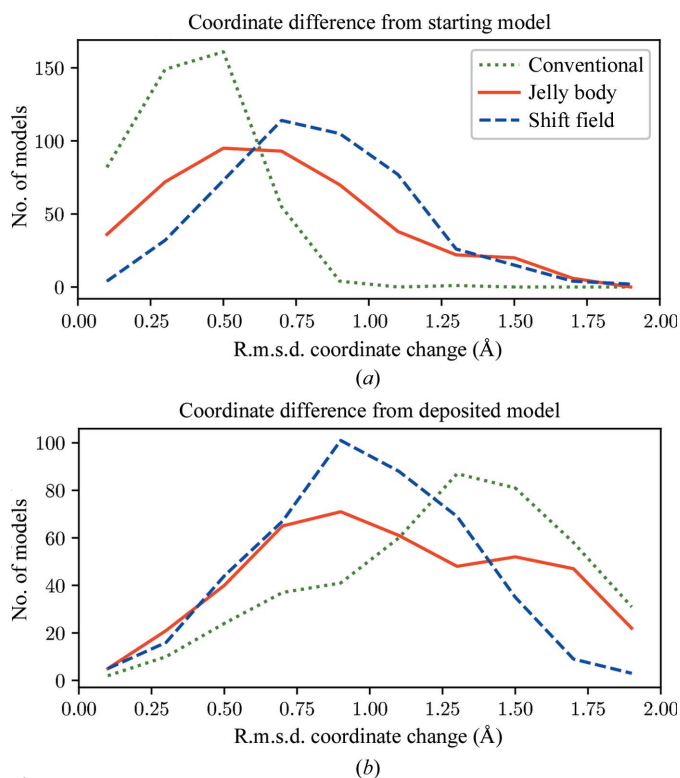 Coordinate difference from starting model
150
100
50
0
No. of models
Conventional
Jelly body
Shift field
0.00 0.25 0.50 0.75 1.00 1.25 1.50 1.75 2.00
R.m.s.d. coordinate change (Å)
(a)
Coordinate difference from deposited model
100
80
60
40
20
0
No. of models
0.00 0.25 0.50 0.75 1.00 1.25 1.50 1.75 2.00
R.m.s.d. coordinate change (Å)
(b)